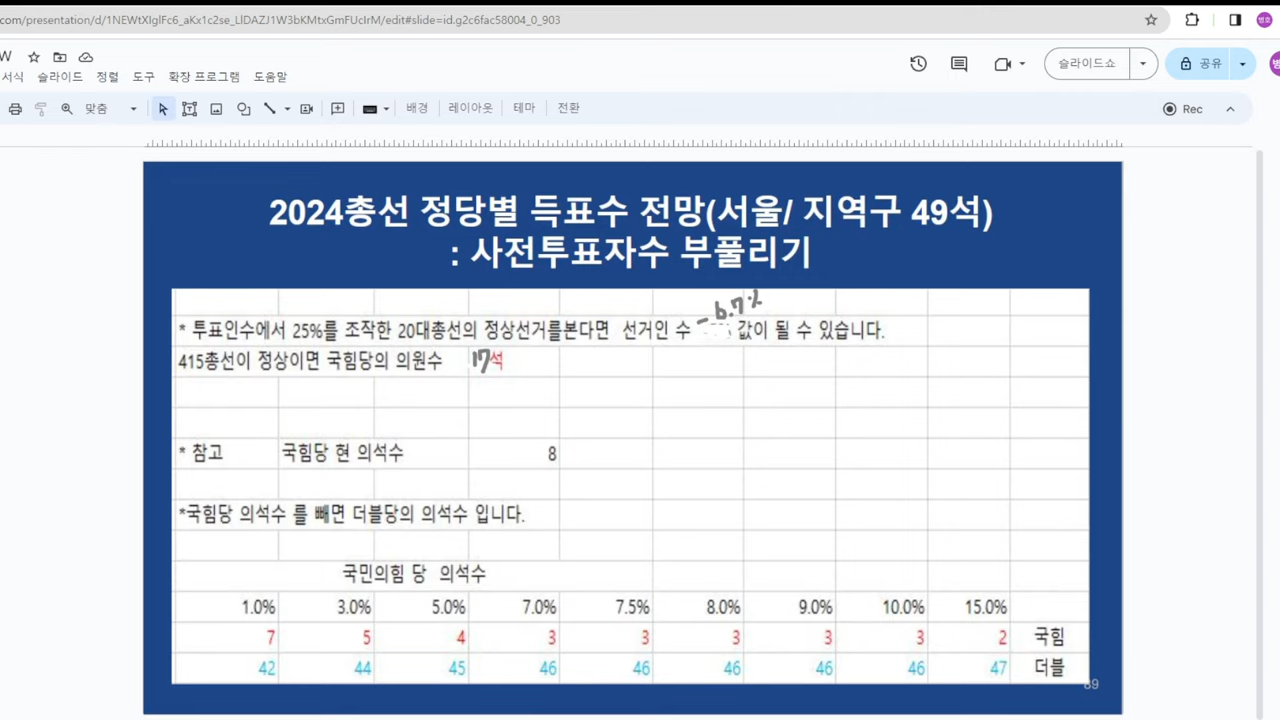 com/presentation/d/1NEWtXIglFc6_aKx1c2se_LlDAZJ1W3bKMtxGmFUcIrM/edit#slide=id.g2c6fac58004_0_903
W
서식 슬라이드 정렬 도구 확장 프로그램 도움말
슬라이드쇼
공유
맞춤
배경 레이아웃 테마 전환
Rec
2024총선 정당별 득표수 전망(서울/ 지역구 49석)
: 사전투표자수 부풀리기
-6.7%
* 투표인수에서 25%를 조작한 20대총선의 정상선거를본다면 선거인 수 값이 될 수 있습니다.
415총선이 정상이면 국힘당의 의원수 17석
* 참고 국힘당 현 의석수 8
*국힘당 의석수 를 빼면 더불당의 의석수 입니다.
국민의힘 당 의석수
1.0% 3.0% 5.0% 7.0% 7.5% 8.0% 9.0% 10.0% 15.0%
7 5 4 3 3 3 3 3 2 국힘
42 44 45 46 46 46 46 46 47 더불
89